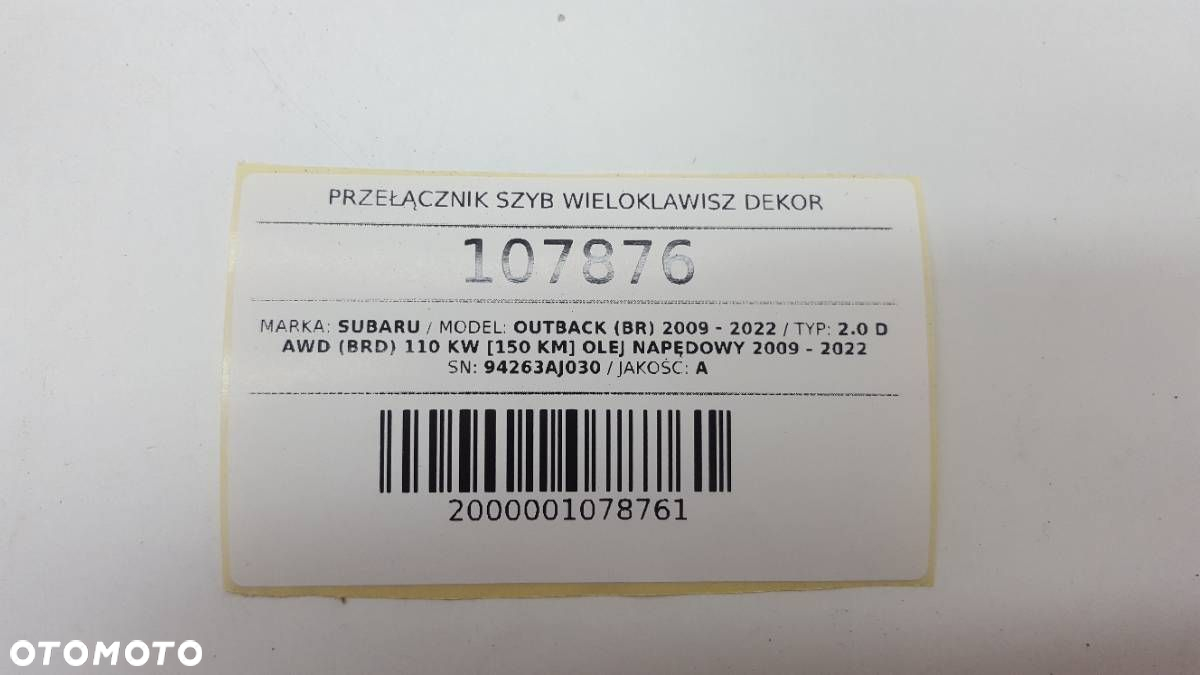 PRZEŁĄCZNIK SZYB WIELOKLAWISZ DEKOR
107876
MARKA: SUBARU / MODEL: OUTBACK (BR) 2009 - 2022 / TYP: 2.0 D
AWD (BRD) 110 KW [150 KM] OLEJ NAPĘDOWY 2009 - 2022
SN: 94263AJ030 / JAKOŚĆ: A
2000001078761
OTOMOTO